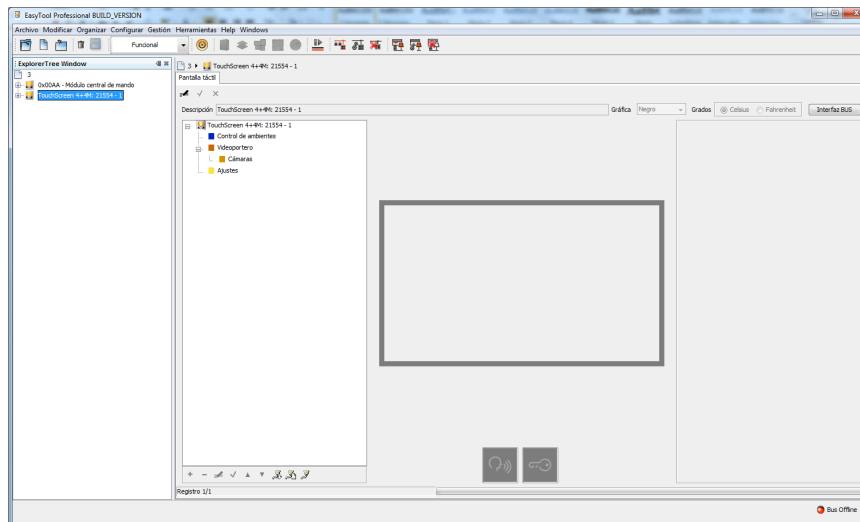 EasyTool Professional BUILD_VERSION
Archivo Modificar Organizar Configurar Gestión Herramientas Help Windows
Funcional
ExplorerTree Window
3
0x00AA - Módulo central de mando
TouchScreen 4+4M: 21554 - 1
3 TouchScreen 4+4M: 21554 - 1
Pantalla táctil
Descripción TouchScreen 4+4M: 21554 - 1 Gráfica Negro Grados Celsius Fahrenheit Interfaz BUS
TouchScreen 4+4M: 21554 - 1
Control de ambientes
Videoportero
Cámaras
Ajustes
Registro 1/1
Bus Offline